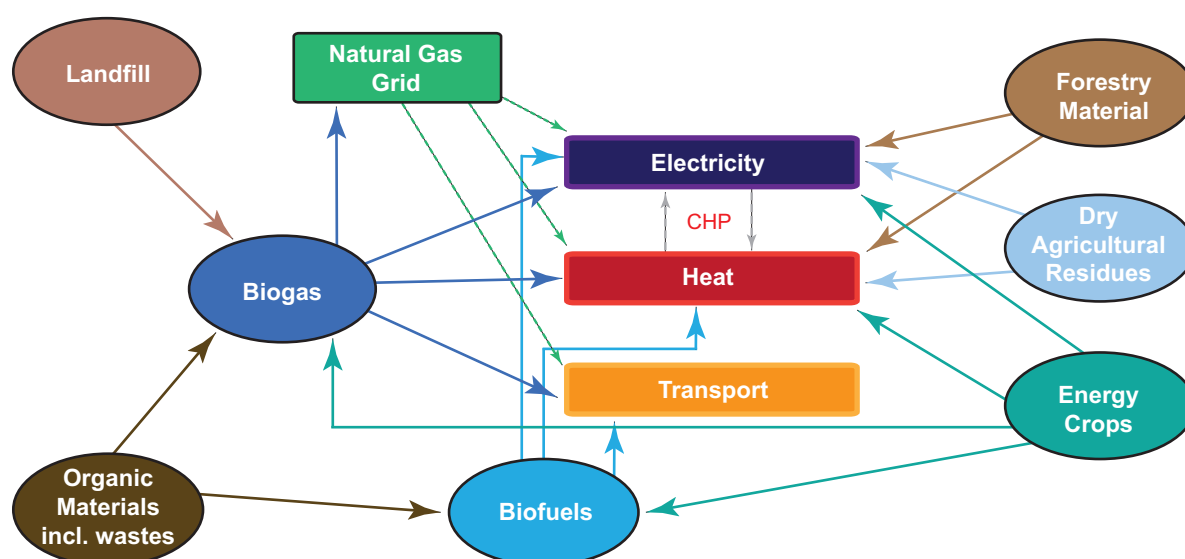 Landfill
Natural Gas
Grid
Forestry
Material
Electricity
CHP
Dry
Agricultural
Residues
Biogas
Heat
Transport
Energy
Crops
Organic
Materials
incl. wastes
Biofuels